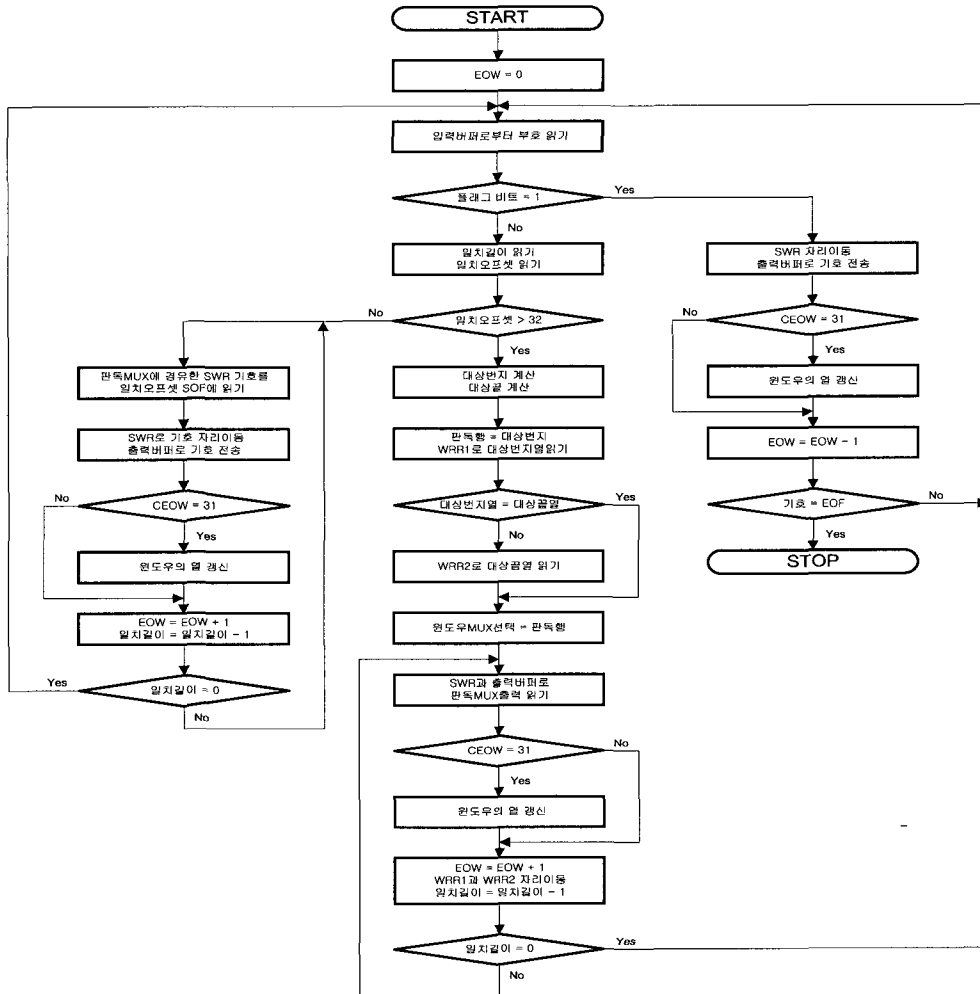 START
EOW = 0
입력버퍼로부터 부호 읽기
플래그 비트 = 1
Yes
No
일치길이 읽기
일치오프셋 읽기
일치오프셋 > 32
No
Yes
판독MUX에 경유한 SWR 기호를
일치오프셋 SOF에 읽기
SWR로 기호 자리이동
출력버퍼로 기호 전송
CEOW = 31
No
Yes
윈도우의 열 갱신
EOW = EOW + 1
일치길이 = 일치길이 - 1
일치길이 = 0
Yes
No
대상번지 계산
대상끝 계산
판독행 = 대상번지
WRR1로 대상번지열읽기
대상번지열 = 대상끝열
Yes
No
WRR2로 대상끝열 읽기
윈도우MUX선택 = 판독행
SWR과 출력버퍼로
판독MUX출력 읽기
CEOW = 31
No
Yes
윈도우의 열 갱신
EOW = EOW + 1
WRR1과 WRR2 자리이동
일치길이 = 일치길이 - 1
일치길이 = 0
Yes
No
SWR 자리이동
출력버퍼로 기호 전송
No
CEOW = 31
Yes
윈도우의 열 갱신
EOW = EOW - 1
기호 = EOF
No
Yes
STOP